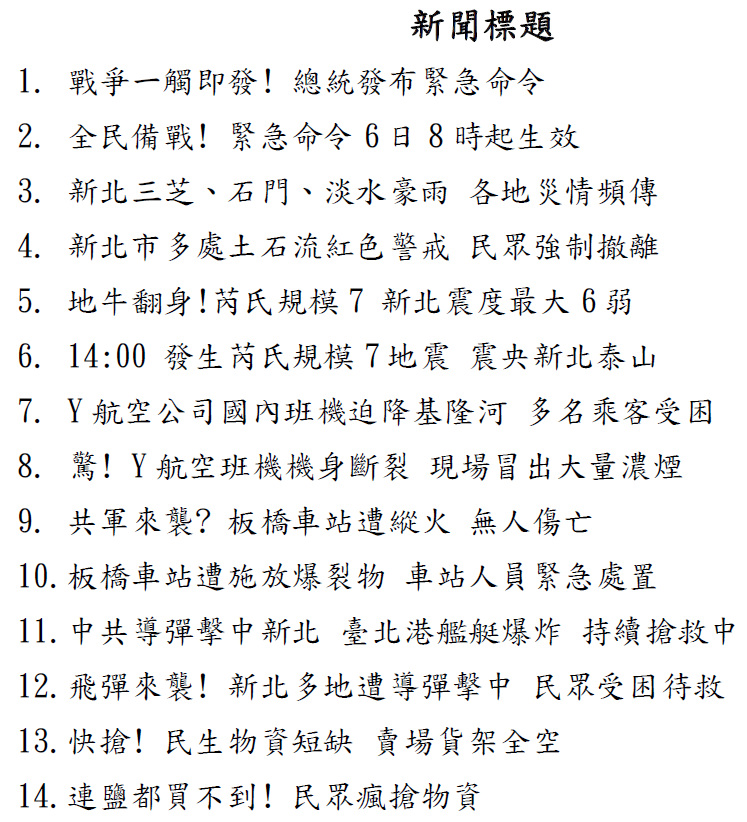 新聞標題
1. 戰爭一觸即發! 總統發布緊急命令
2. 全民備戰! 緊急命令 6 日 8 時起生效
3. 新北三芝、石門、淡水豪雨 各地災情頻傳
4. 新北市多處土石流紅色警戒 民眾強制撤離
5. 地牛翻身!芮氏規模 7 新北震度最大 6 弱
6. 14:00 發生芮氏規模 7 地震 震央新北泰山
7. Y 航空公司國內班機迫降基隆河 多名乘客受困
8. 驚! Y 航空班機機身斷裂 現場冒出大量濃煙
9. 共軍來襲? 板橋車站遭縱火 無人傷亡
10. 板橋車站遭施放爆裂物 車站人員緊急處置
11. 中共導彈擊中新北 臺北港艦艇爆炸 持續搶救中
12. 飛彈來襲! 新北多地遭導彈擊中 民眾受困待救
13. 快搶! 民生物資短缺 賣場貨架全空
14. 連鹽都買不到! 民眾瘋搶物資